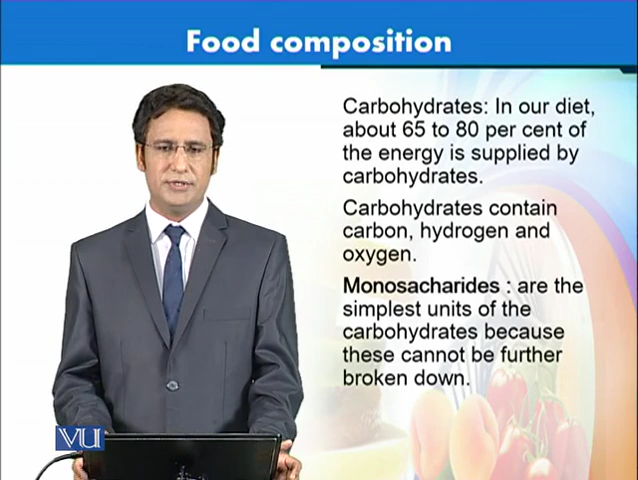 Food composition
Carbohydrates: In our diet,
about 65 to 80 per cent of
the energy is supplied by
carbohydrates.
Carbohydrates contain
carbon, hydrogen and
oxygen.
Monosacharides : are the
simplest units of the
carbohydrates because
these cannot be further
broken down.
VU